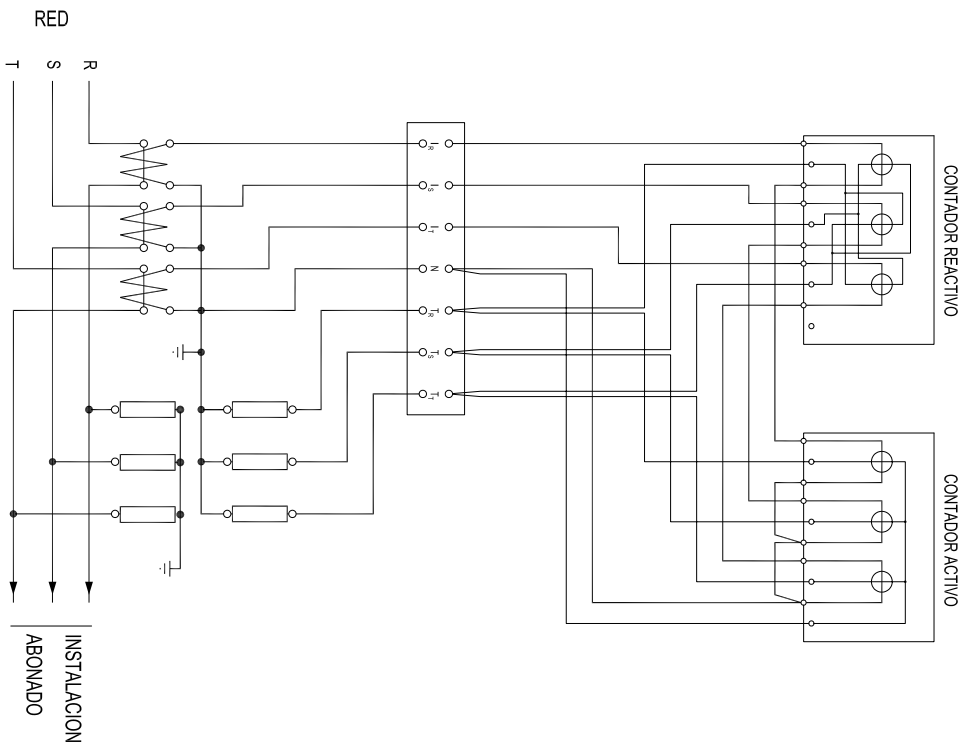 RED
T
S
R
I R
I S
I T
N
T R
T S
T T
CONTADOR REACTIVO
CONTADOR ACTIVO
INSTALACION
ABONADO